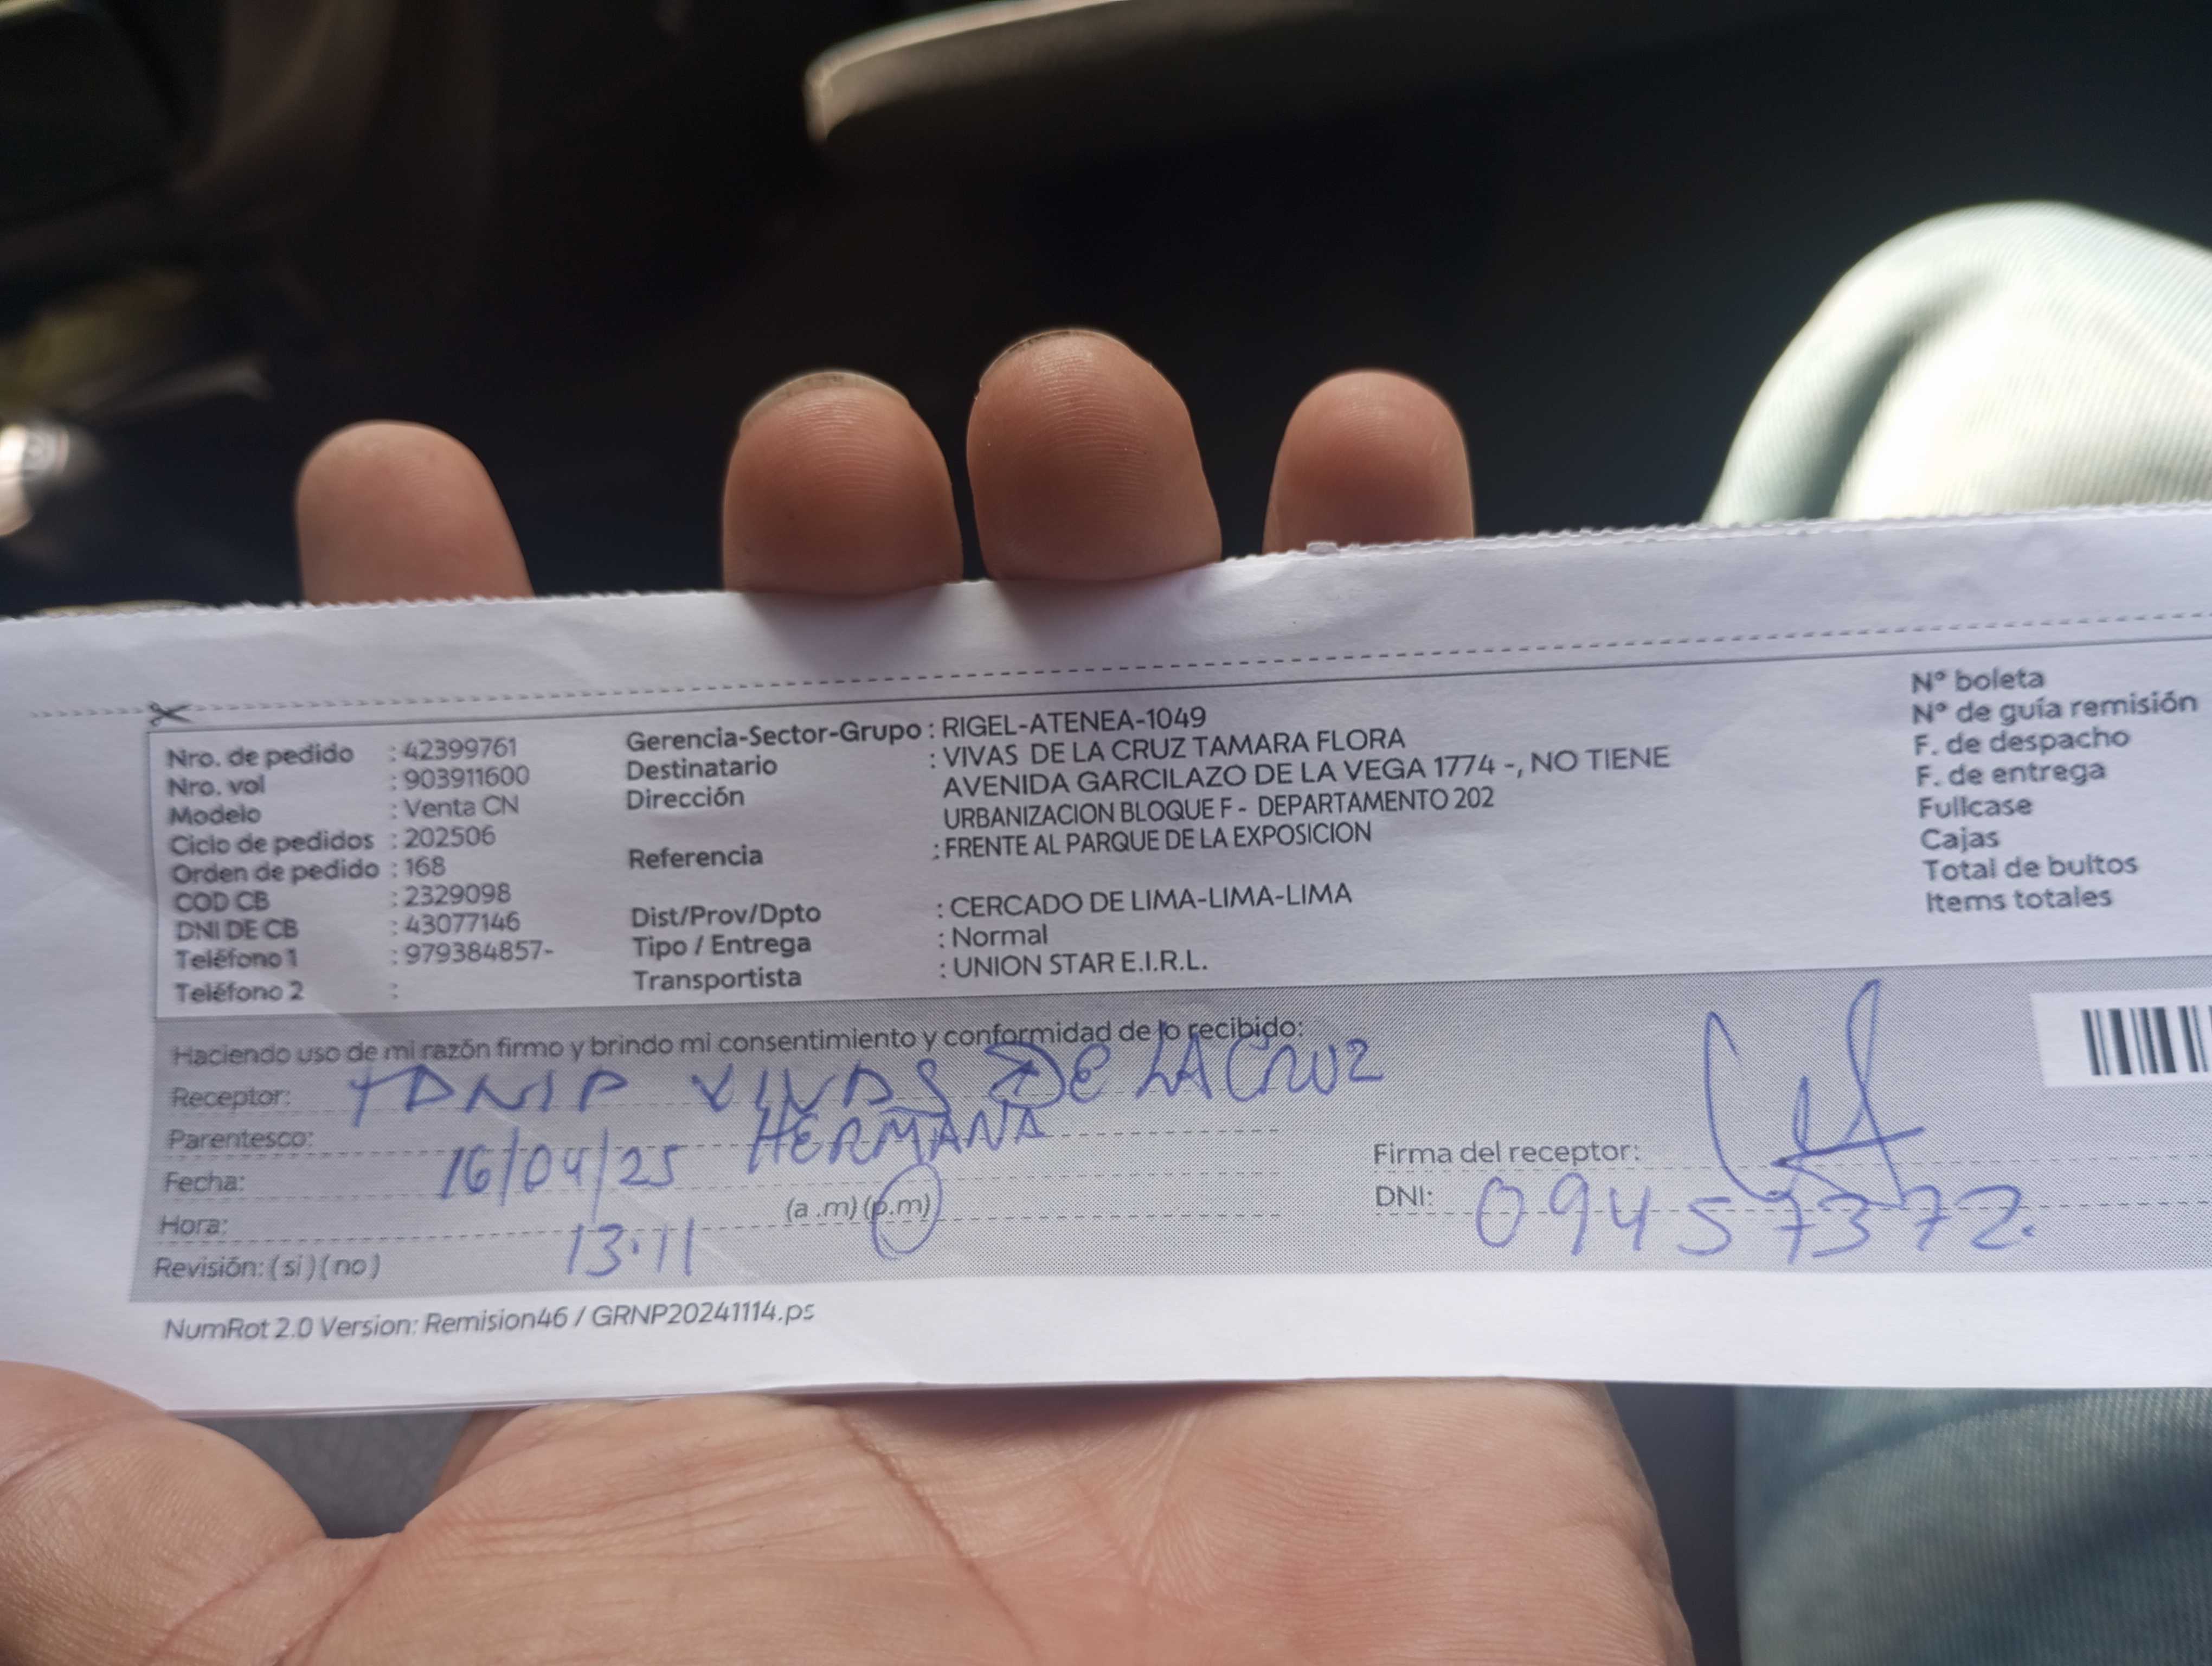 Nro. de pedido : 42399761
Nro. vol : 903911600
Modelo : Venta CN
Ciclo de pedidos : 202506
Orden de pedido : 168
COD CB : 2329098
DNI DE CB : 43077146
Teléfono 1 : 979384857-
Teléfono 2 :
Gerencia-Sector-Grupo : RIGEL-ATENEA-1049
Destinatario : VIVAS DE LA CRUZ TAMARA FLORA
Dirección AVENIDA GARCILAZO DE LA VEGA 1774 -, NO TIENE
URBANIZACION BLOQUE F - DEPARTAMENTO 202
Referencia : FRENTE AL PARQUE DE LA EXPOSICION
Dist/Prov/Dpto : CERCADO DE LIMA-LIMA-LIMA
Tipo / Entrega : Normal
Transportista : UNION STAR E.I.R.L.
N° boleta
N° de guía remisión
F. de despacho
F. de entrega
Fullcase
Cajas
Total de bultos
Items totales
Haciendo uso de mi razón firmo y brindo mi consentimiento y conformidad de lo recibido:
Receptor: VIVAS DE LA CRUZ
Parentesco: HERMANA
Fecha: 16/04/25
Hora: 13:11 (a .m) (p.m)
Revisión: ( si ) ( no )
Firma del receptor:
DNI: 09457372.
NumRot 2.0 Version: Remision46 / GRNP20241114.ps